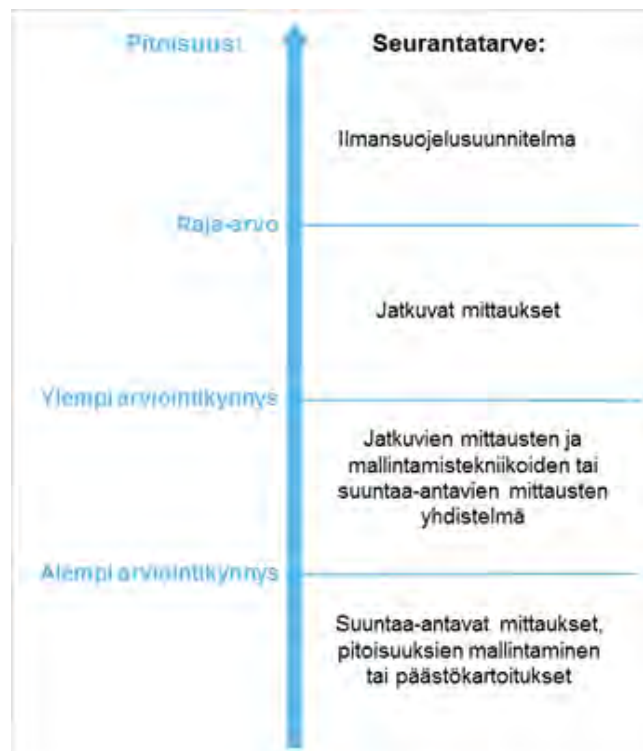 Pitoisuus:
Seurantatarve:
Ilmansuojelusuunnitelma
Raja-arvo
Jatkuvat mittaukset
Ylempi arviointikynnys
Jatkuvien mittausten ja
mallintamistekniikoiden tai
suuntaa-antavien mittausten
yhdistelmä
Alempi arviointikynnys
Suuntaa-antavat mittaukset,
pitoisuuksien mallintaminen
tai päästökartoitukset